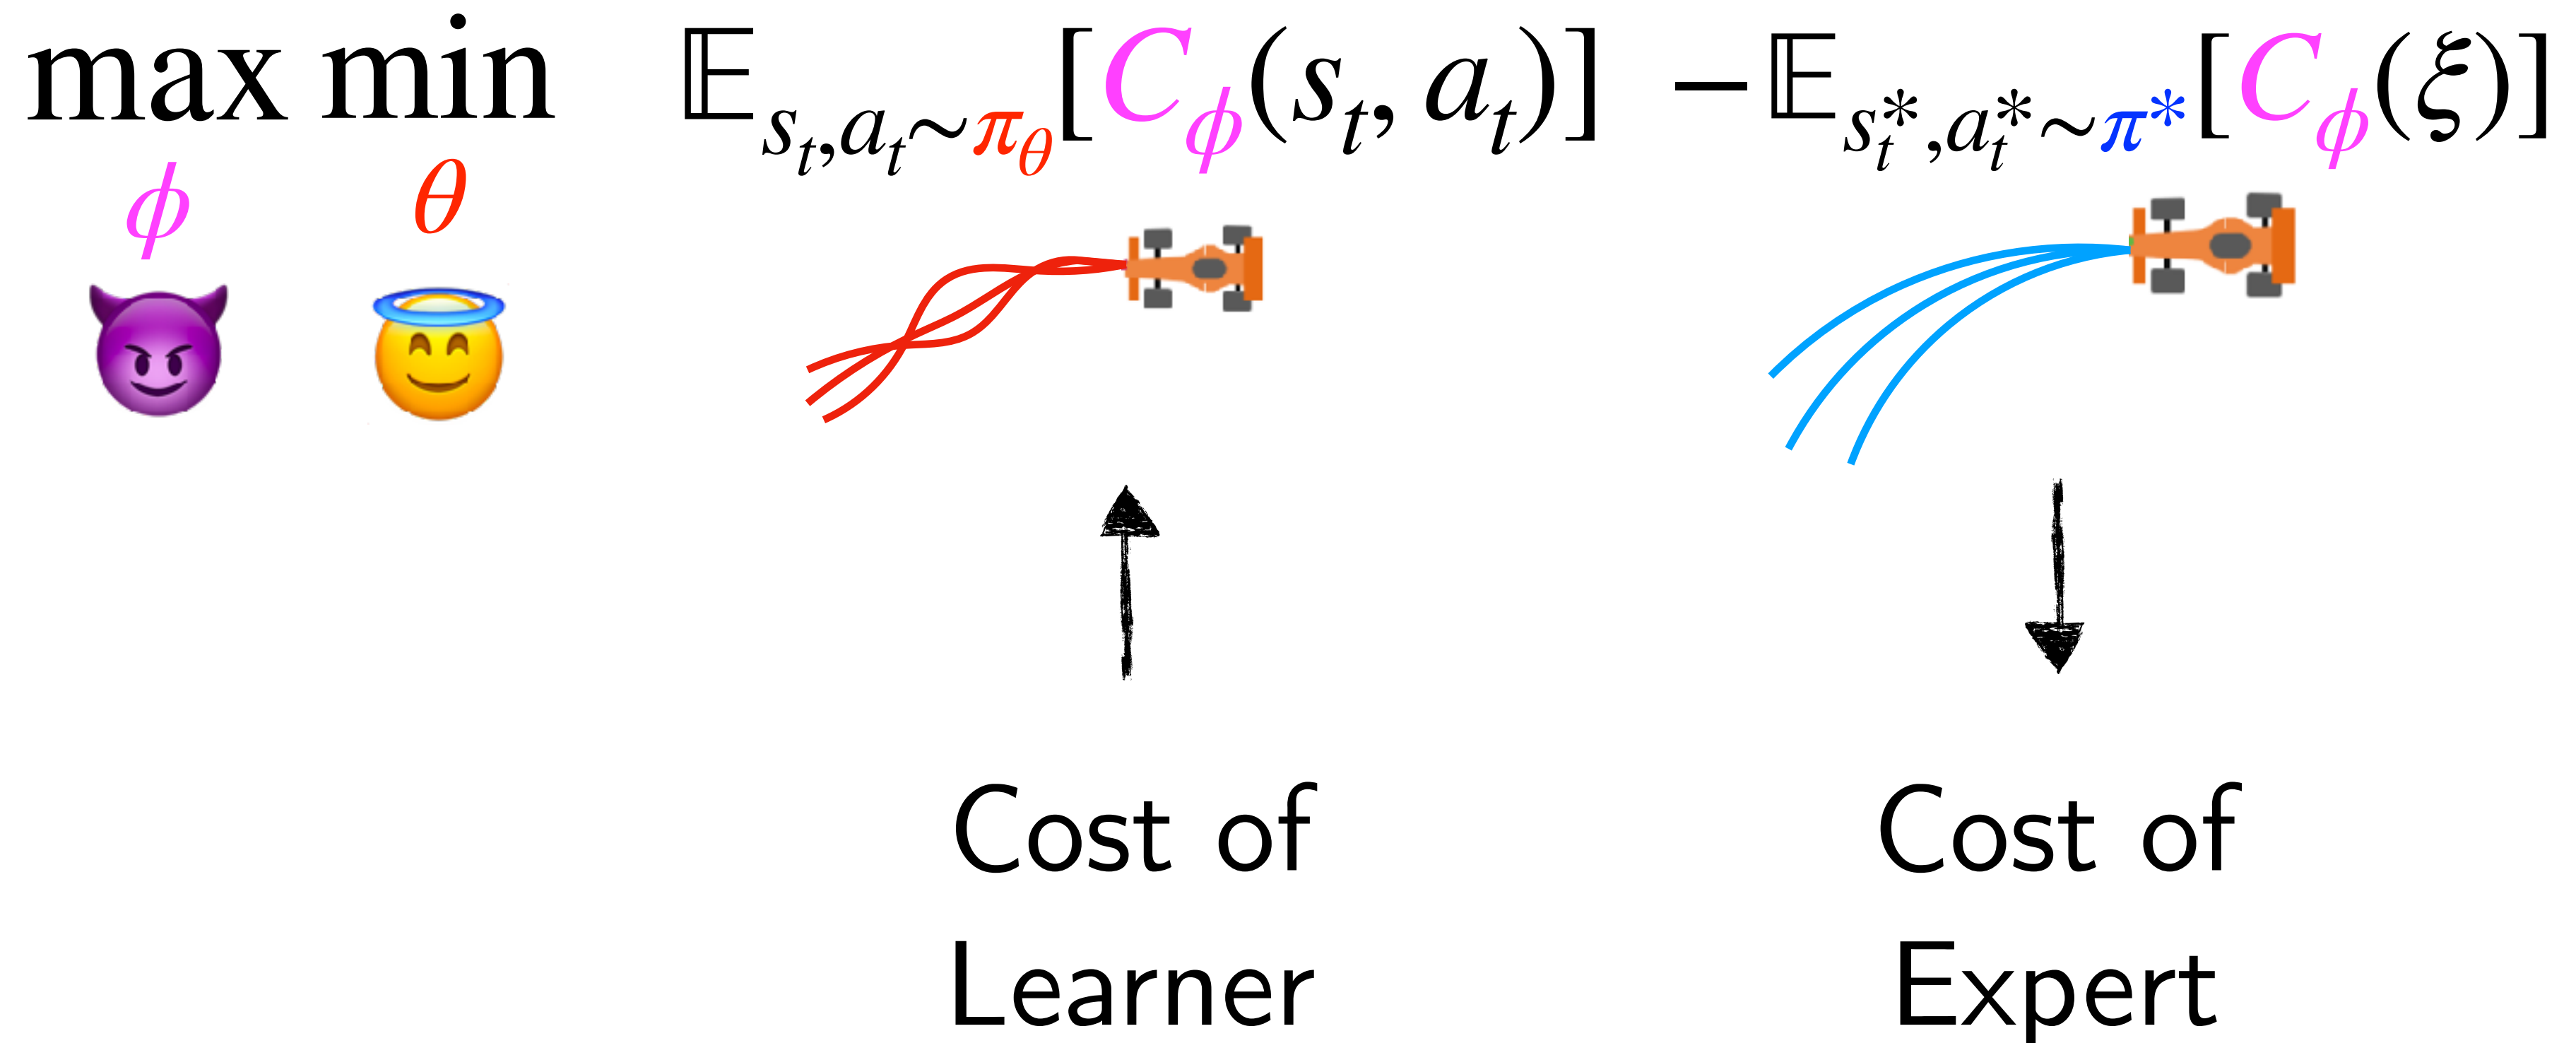 max min 𝔼_{s_t,a_t∼π_θ}[C_ϕ(s_t, a_t)] −𝔼_{s_t^*,a_t^*∼π^*}[C_ϕ(ξ)]
ϕ θ
Cost of
Learner
Cost of
Expert